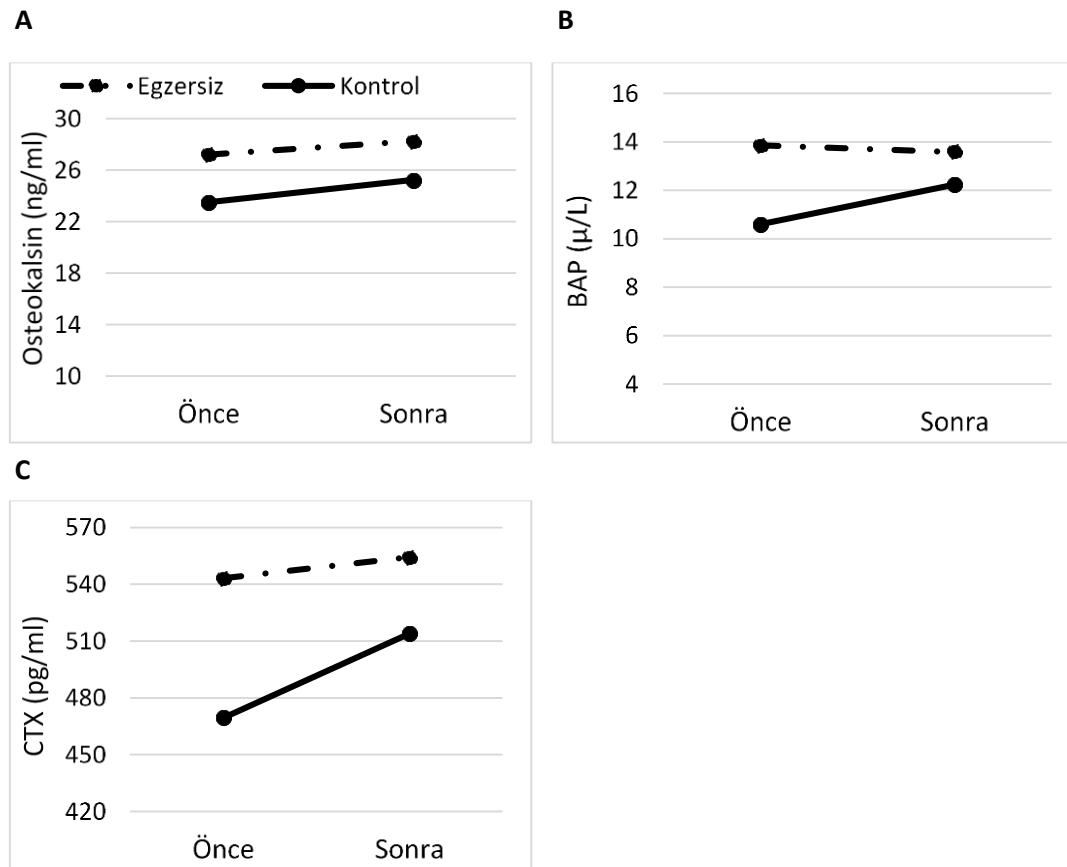 A
Egzersiz
Kontrol
Osteokalsin (ng/ml)
30
26
22
18
14
10
Önce
Sonra
B
BAP (µ/L)
16
14
12
10
8
6
4
Önce
Sonra
C
CTX (pg/ml)
570
540
510
480
450
420
Önce
Sonra